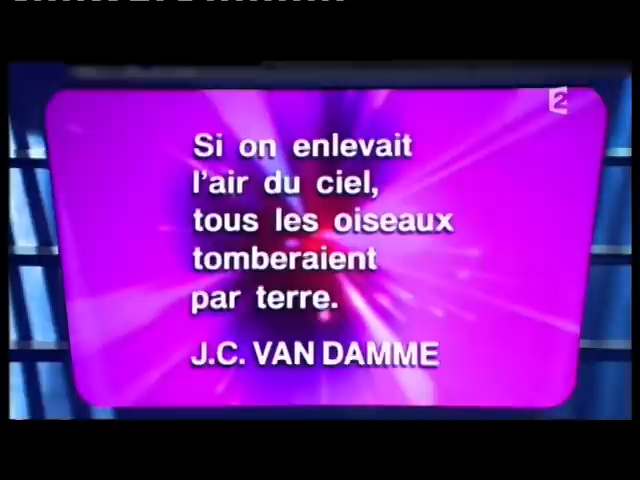 2
Si on enlevait
l'air du ciel,
tous les oiseaux
tomberaient
par terre.
J.C. VAN DAMME